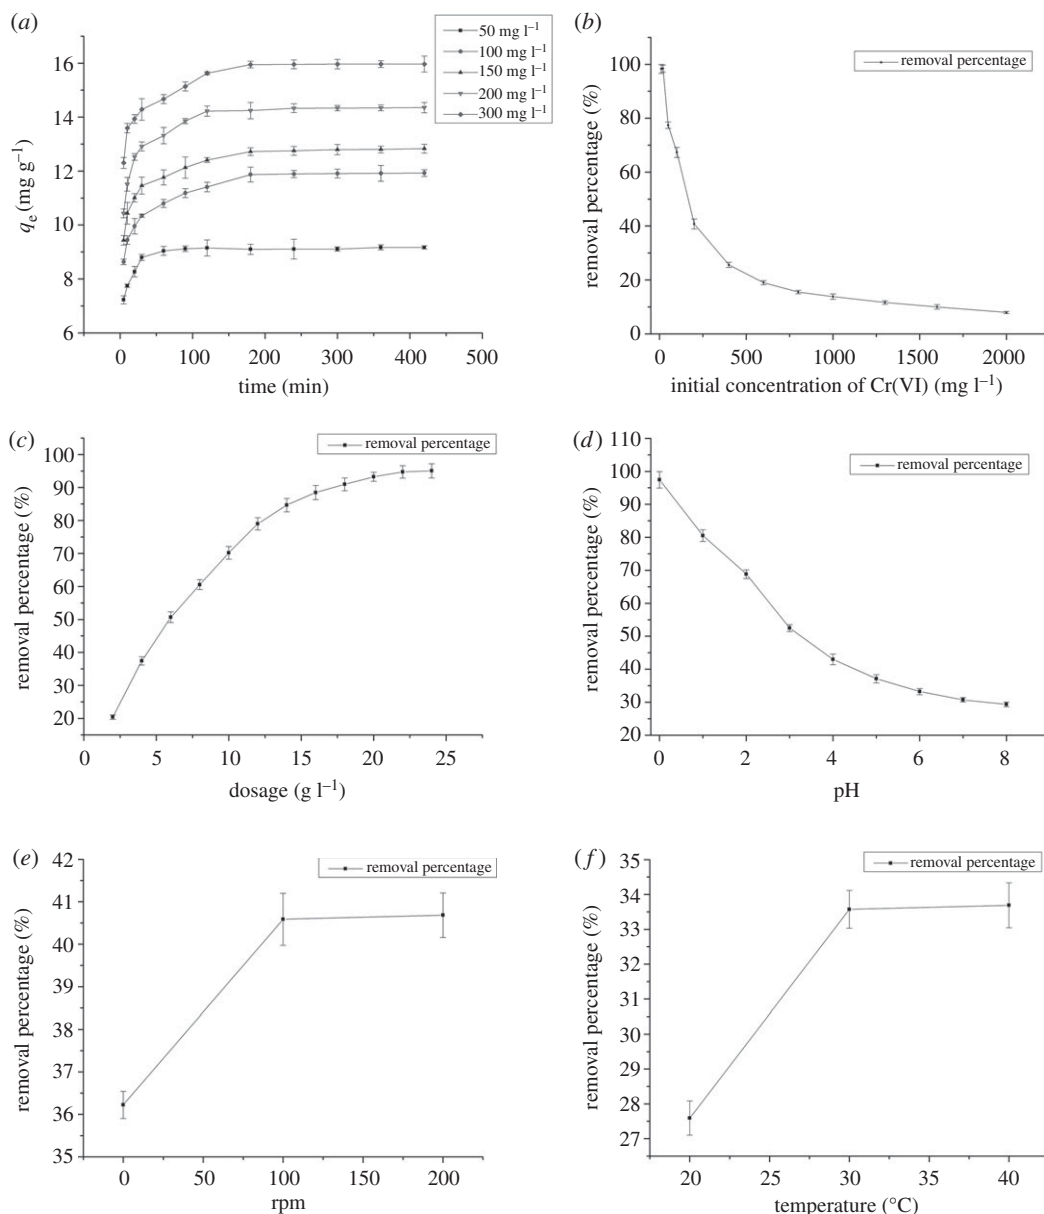 (a)
50 mg l⁻¹
100 mg l⁻¹
150 mg l⁻¹
200 mg l⁻¹
300 mg l⁻¹
16
14
12
10
8
6
qₑ (mg g⁻¹)
0 100 200 300 400 500
time (min)
(b)
removal percentage
100
80
60
40
20
0
removal percentage (%)
0 500 1000 1500 2000
initial concentration of Cr(VI) (mg l⁻¹)
(c)
removal percentage
100
90
80
70
60
50
40
30
20
removal percentage (%)
0 5 10 15 20 25
dosage (g l⁻¹)
(d)
removal percentage
110
100
90
80
70
60
50
40
30
20
removal percentage (%)
0 2 4 6 8
pH
(e)
removal percentage
42
41
40
39
38
37
36
35
removal percentage (%)
0 50 100 150 200
rpm
(f)
removal percentage
35
34
33
32
31
30
29
28
27
removal percentage (%)
20 25 30 35 40
temperature (°C)